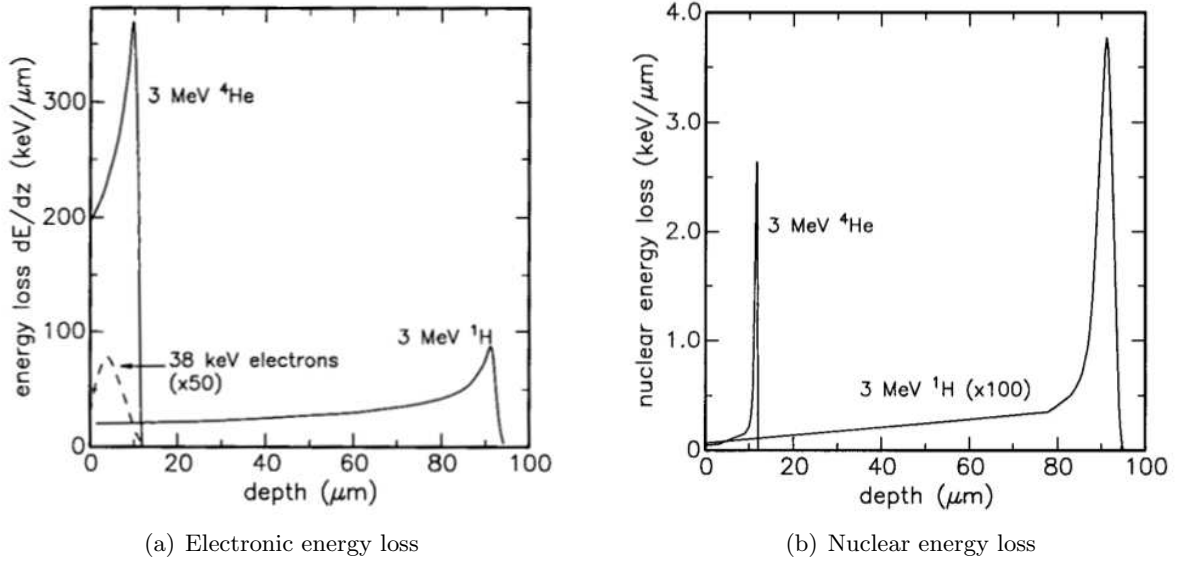 energy loss dE/dz (keV/μm)
300
200
100
0
3 MeV ⁴He
3 MeV ¹H
38 keV electrons
(x50)
0 20 40 60 80 100
depth (μm)
(a) Electronic energy loss
nuclear energy loss (keV/μm)
4.0
3.0
2.0
1.0
0
3 MeV ⁴He
3 MeV ¹H (x100)
0 20 40 60 80 100
depth (μm)
(b) Nuclear energy loss